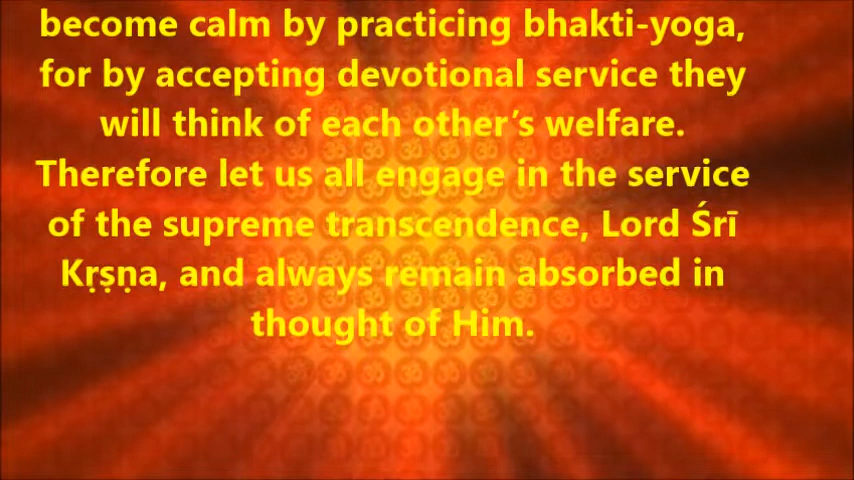 become calm by practicing bhakti-yoga,
for by accepting devotional service they
will think of each other’s welfare.
Therefore let us all engage in the service
of the supreme transcendence, Lord Śrī
Kṛṣṇa, and always remain absorbed in
thought of Him.